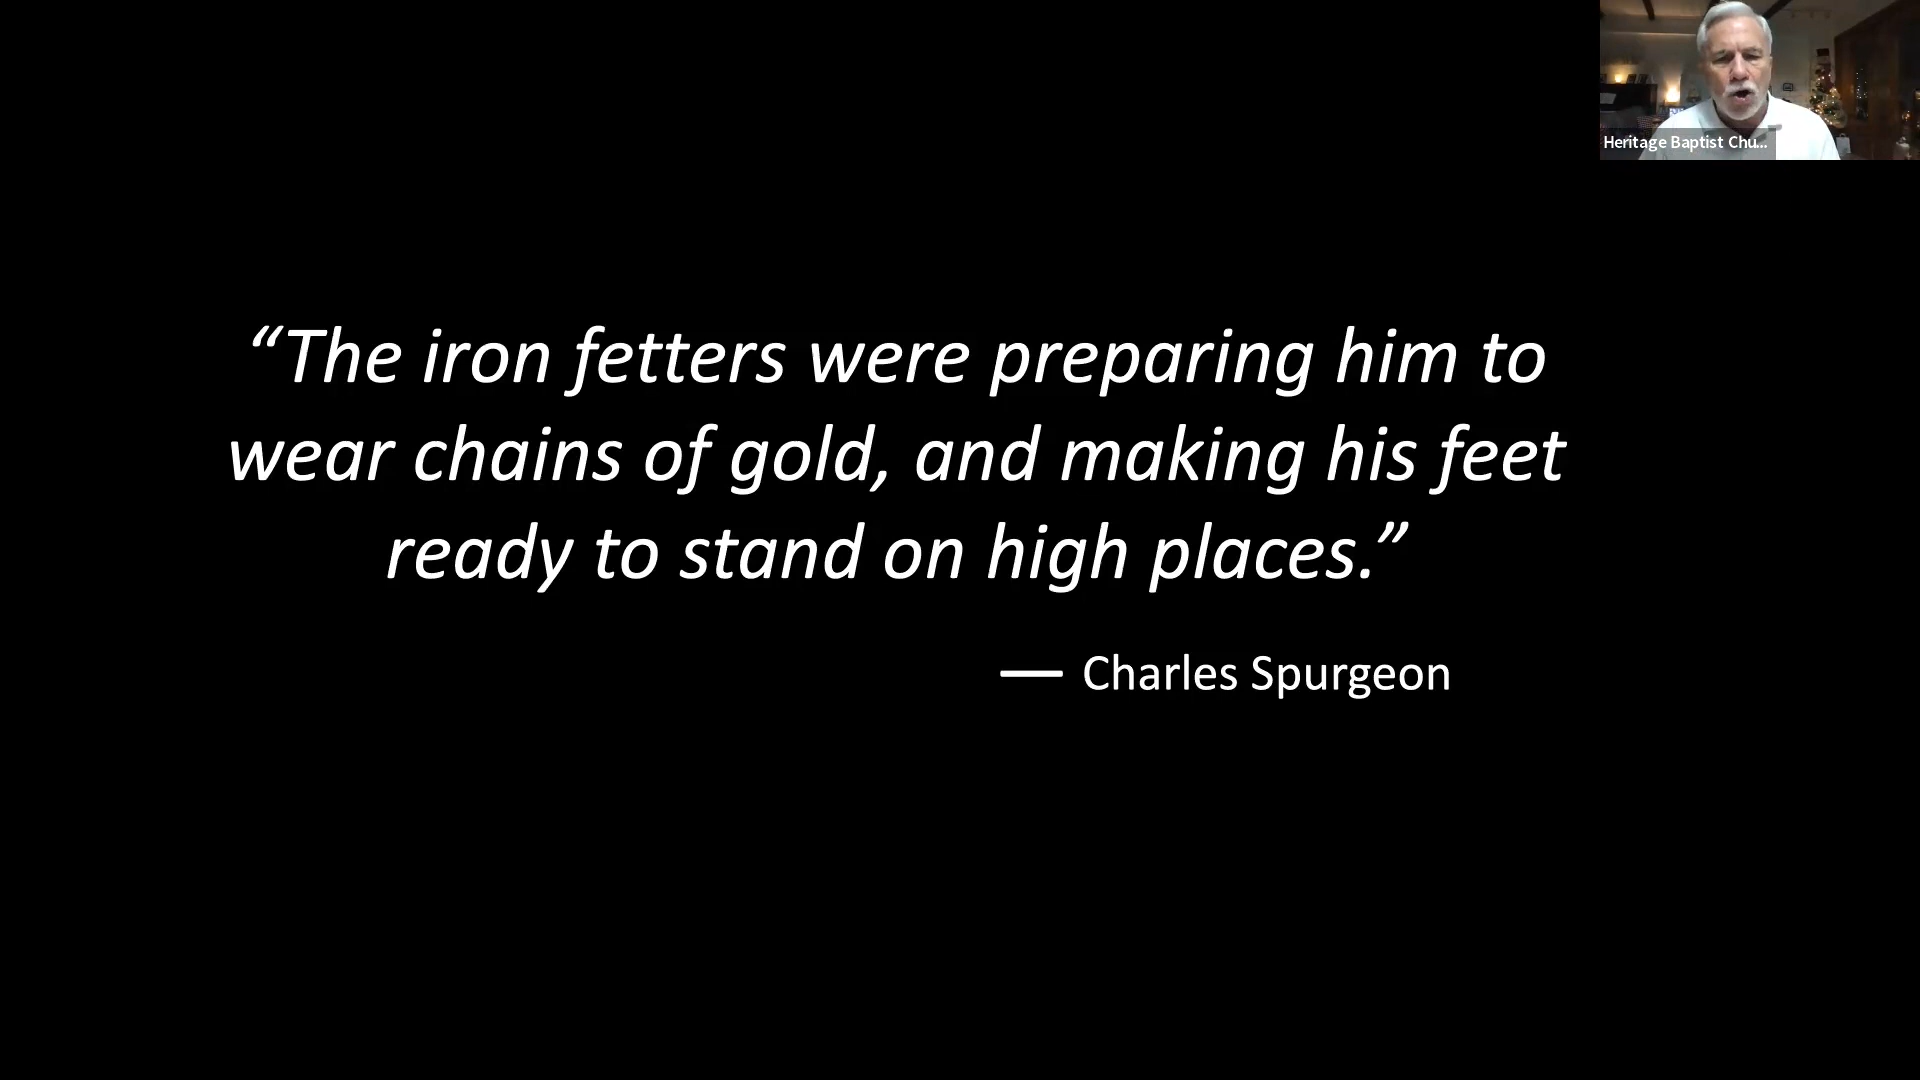 Heritage Baptist Chu...
“The iron fetters were preparing him to
wear chains of gold, and making his feet
ready to stand on high places.”
— Charles Spurgeon